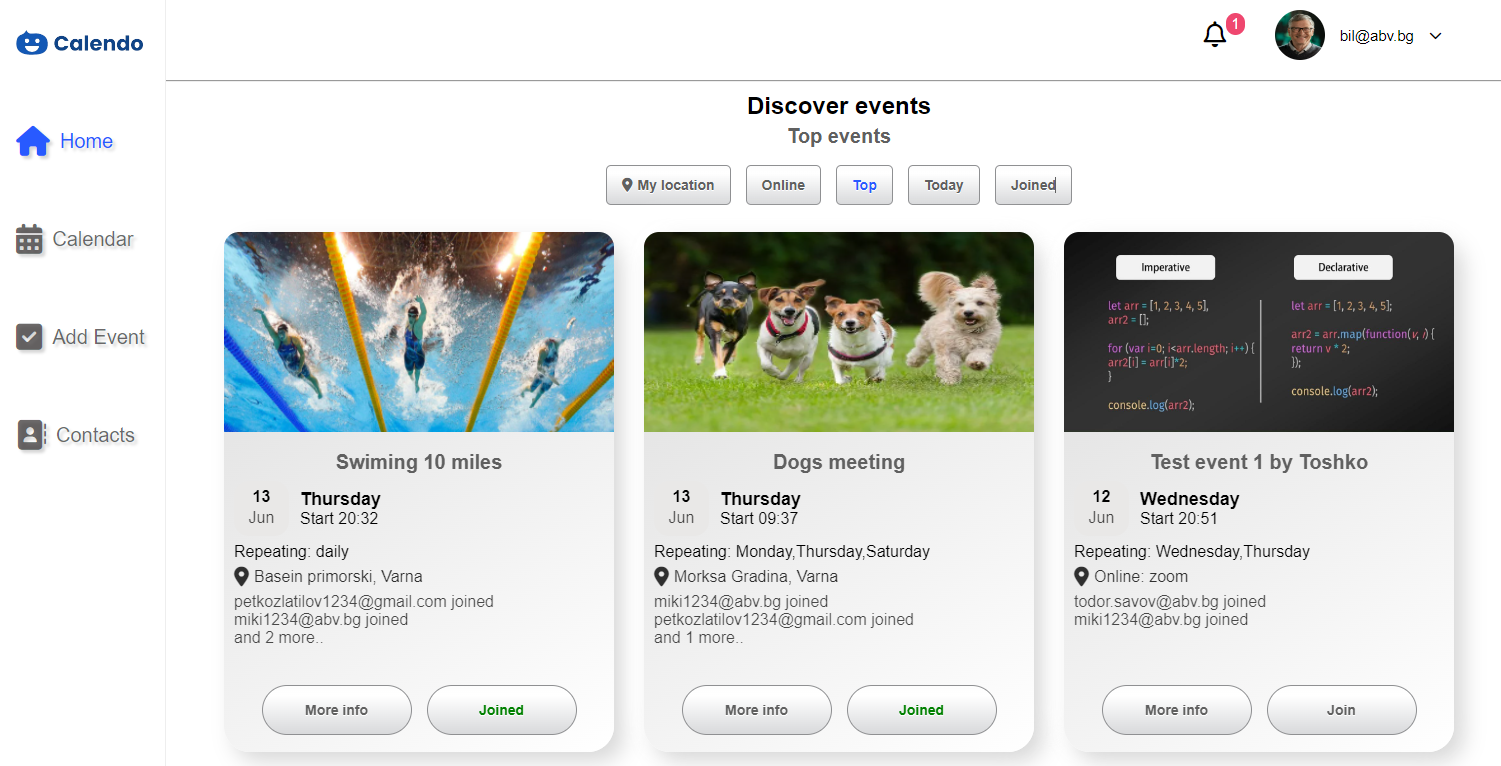 Calendo
1
bil@abv.bg
Home
Calendar
Add Event
Contacts
Discover events
Top events
My location
Online
Top
Today
Joined
Swiming 10 miles
13
Jun
Thursday
Start 20:32
Repeating: daily
Basein primorski, Varna
petkozlatilov1234@gmail.com joined
miki1234@abv.bg joined
and 2 more..
More info
Joined
Dogs meeting
13
Jun
Thursday
Start 09:37
Repeating: Monday,Thursday,Saturday
Morksa Gradina, Varna
miki1234@abv.bg joined
petkozlatilov1234@gmail.com joined
and 1 more..
More info
Joined
Imperative
let arr = [1, 2, 3, 4, 5],
arr2 = [];
for (var i=0; i<arr.length; i++) {
arr2[i] = arr[i]*2;
}
console.log(arr2);
Declarative
let arr = [1, 2, 3, 4, 5];
arr2 = arr.map(function(v, i) {
return v * 2;
});
console.log(arr2);
Test event 1 by Toshko
12
Jun
Wednesday
Start 20:51
Repeating: Wednesday,Thursday
Online: zoom
todor.savov@abv.bg joined
miki1234@abv.bg joined
More info
Join